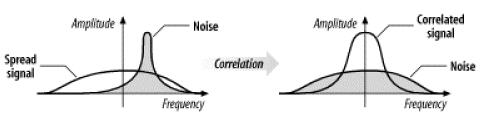 Amplitude
Noise
Spread
signal
Frequency
Correlation
Amplitude
Correlated
signal
Noise
Frequency